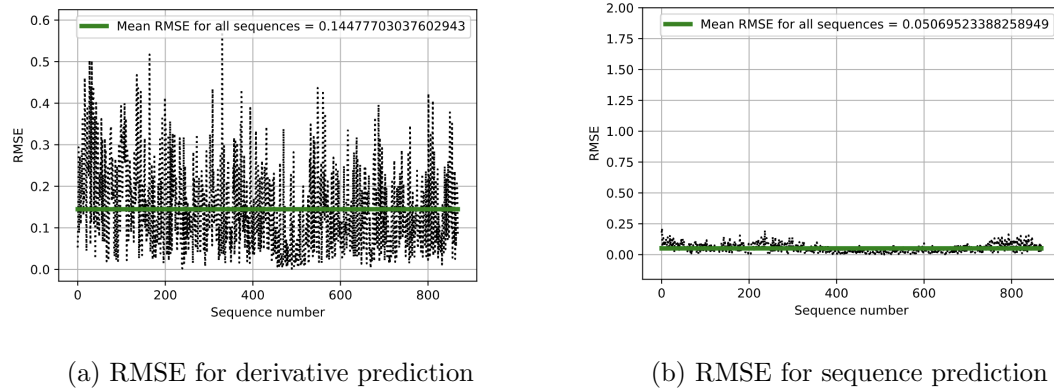 Mean RMSE for all sequences = 0.14477703037602943
0.6
0.5
0.4
0.3
0.2
0.1
0.0
RMSE
0 200 400 600 800
Sequence number
(a) RMSE for derivative prediction
Mean RMSE for all sequences = 0.05069523388258949
2.00
1.75
1.50
1.25
1.00
0.75
0.50
0.25
0.00
RMSE
0 200 400 600 800
Sequence number
(b) RMSE for sequence prediction